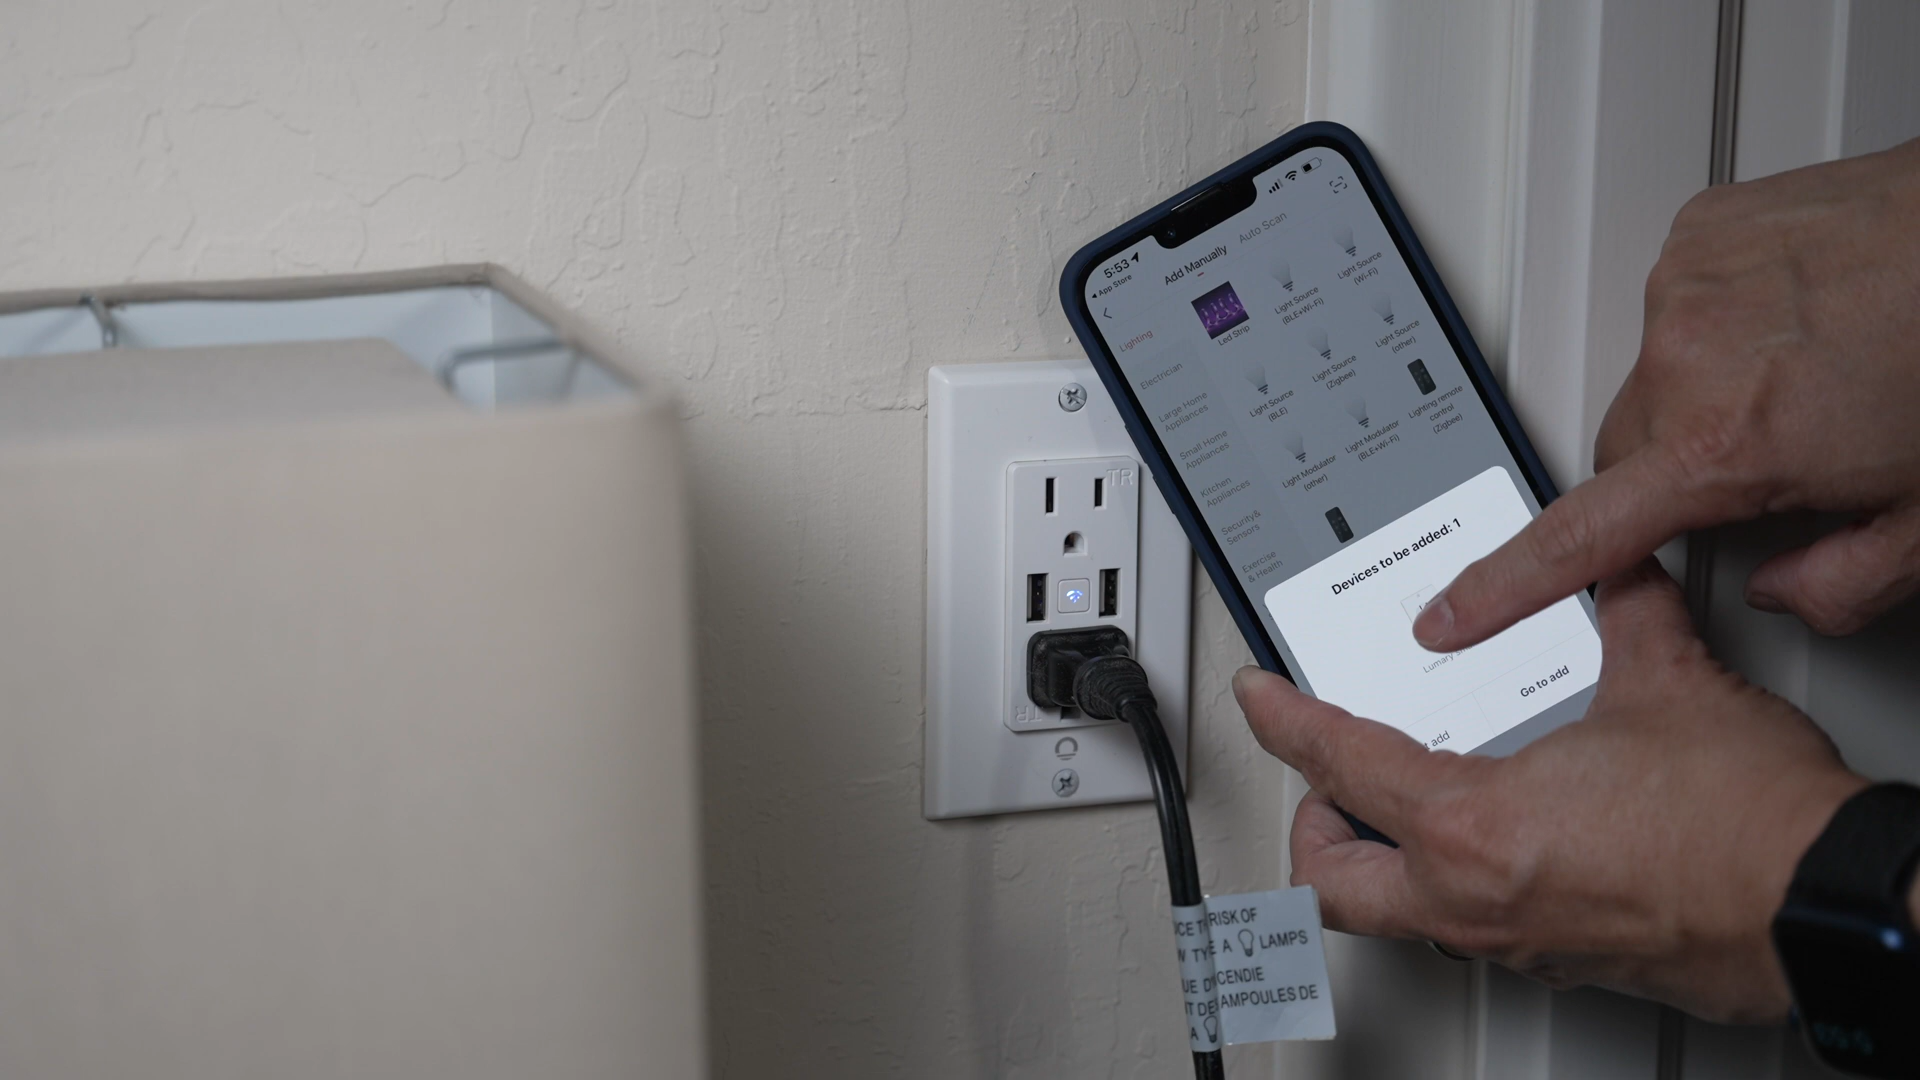 5:53
App Store
Add Manually
Auto Scan
Lighting
Electrician
Large Home
Appliances
Small Home
Appliances
Kitchen
Appliances
Security&
Sensors
Exercise
& Health
Led Strip
Light Source
(BLE+Wi-Fi)
Light Source
(Wi-Fi)
Light Source
(BLE)
Light Source
(Zigbee)
Light Source
(other)
Light Modulator
(other)
Light Modulator
(BLE+Wi-Fi)
Lighting remote
control
(Zigbee)
Devices to be added: 1
Lumary
add
Go to add
TR
TR
RISK OF
A LAMPS
AMPOULES DE
A